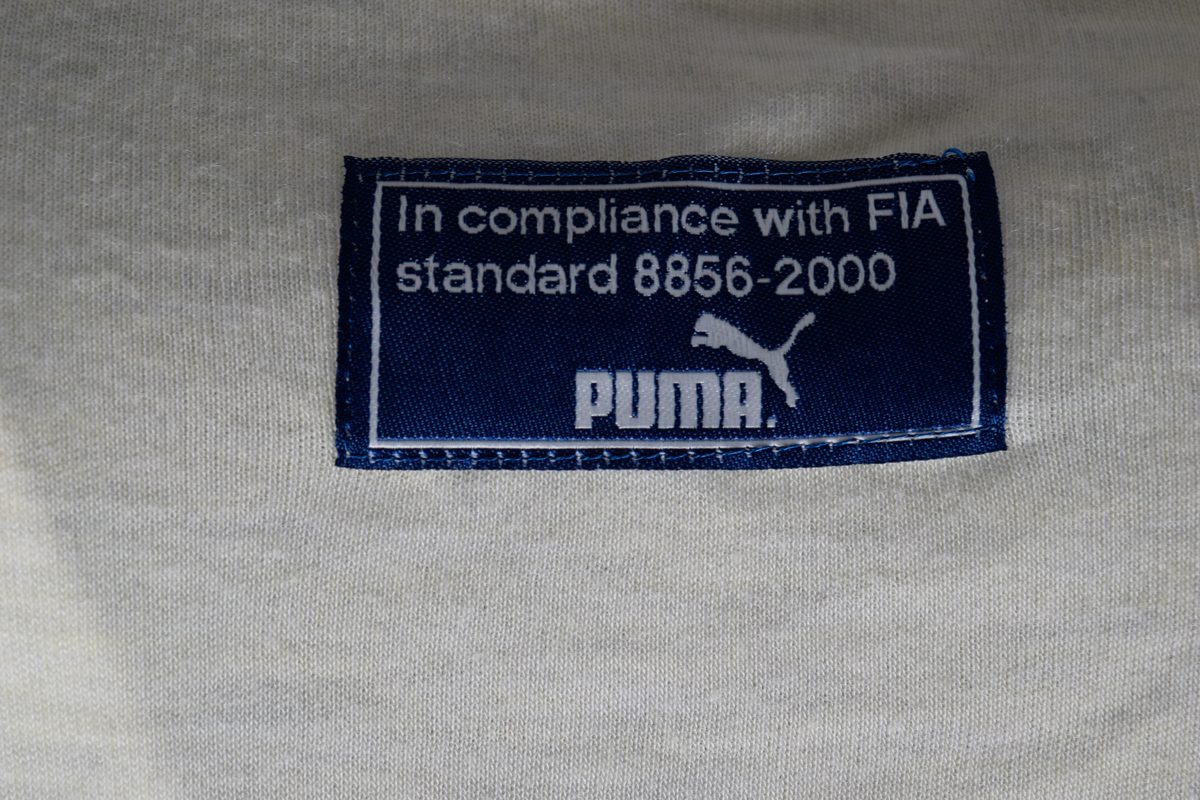 In compliance with FIA
standard 8856-2000
PUMA.